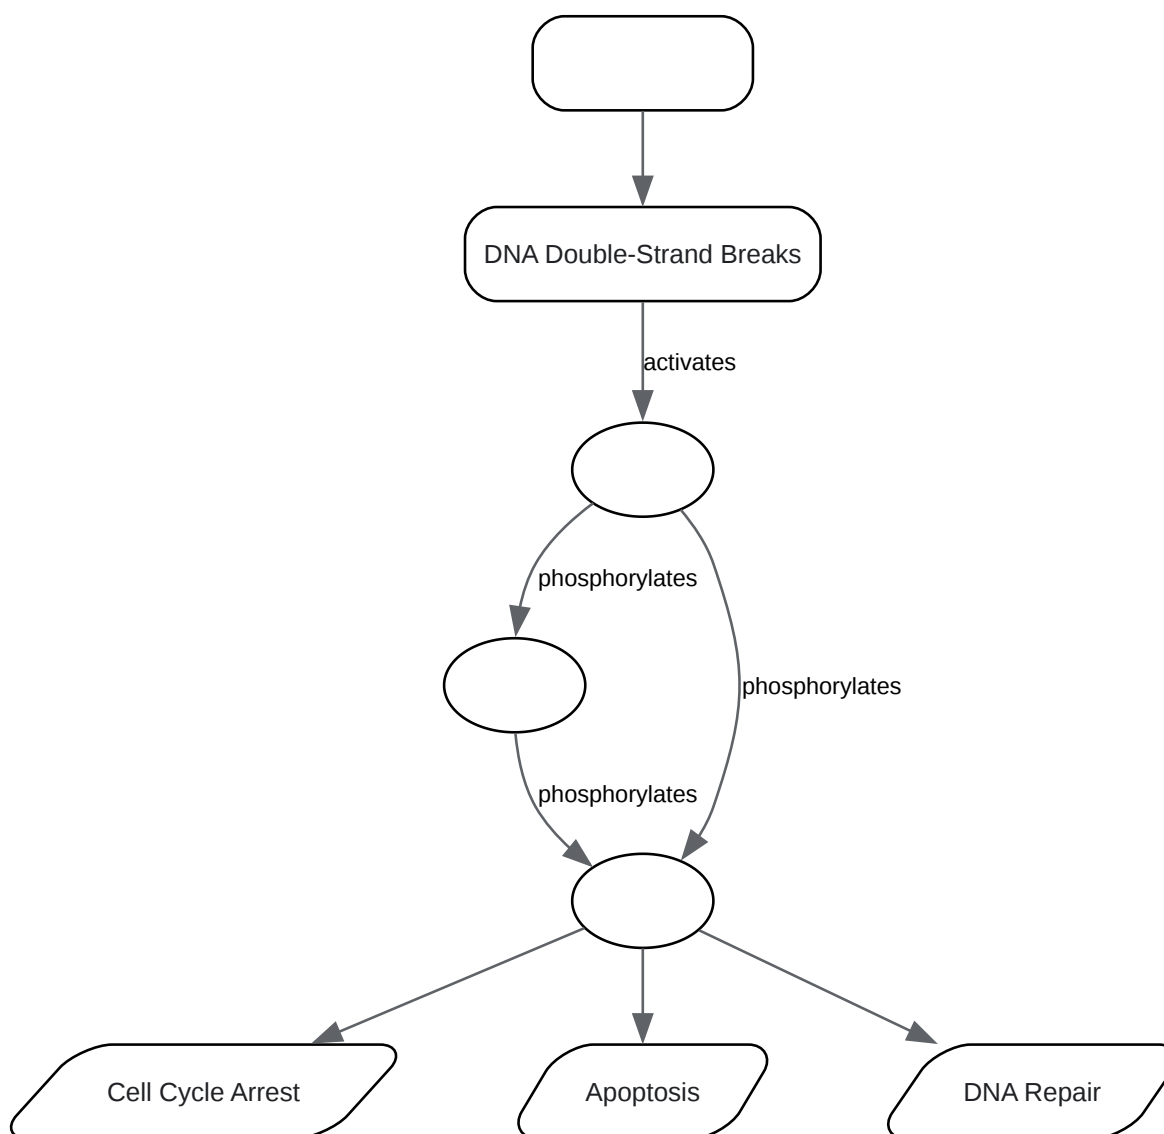 DNA Double-Strand Breaks
activates
phosphorylates
phosphorylates
phosphorylates
Cell Cycle Arrest
Apoptosis
DNA Repair